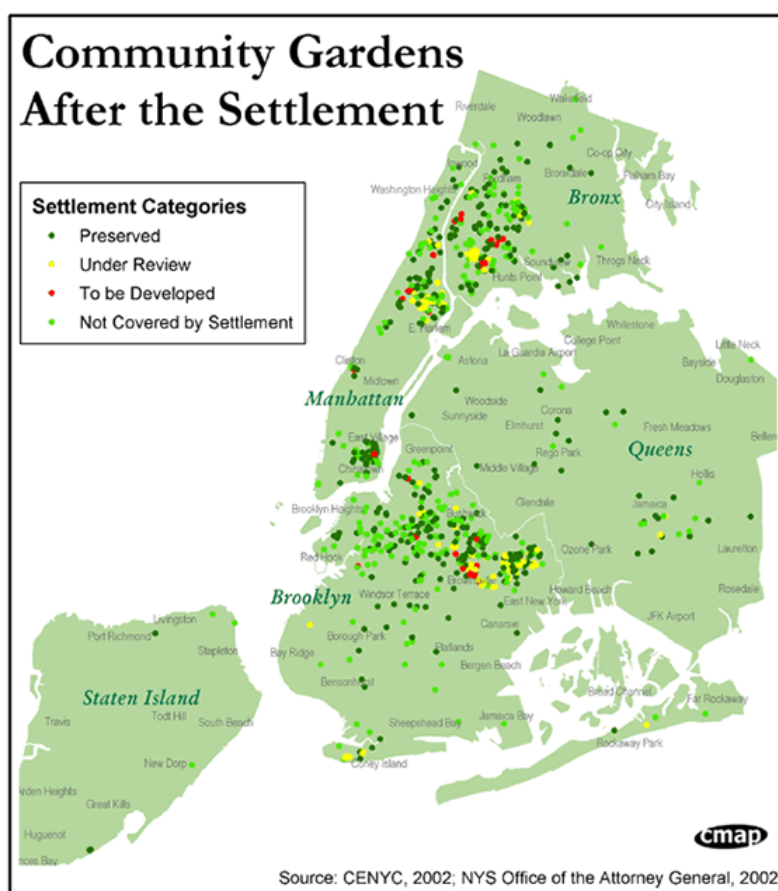 Community Gardens
After the Settlement
Settlement Categories
Preserved
Under Review
To be Developed
Not Covered by Settlement
Wakefield
Riverdale
Woodlawn
Co-op City
Inwood
Fordham
Bronxdale
Pelham Bay
Washington Heights
Bronx
City Island
Soundview
Throgs Neck
Hunts Point
E. Harlem
Whitestone
College Point
Little Neck
La Guardia Airport
Bayside
Astoria
Douglaston
Clinton
Midtown
Manhattan
Woodside
Corona
Sunnyside
Elmhurst
Fresh Meadows
East Village
Greenpoint
Rego Park
Queens
Chinatown
Middle Village
Hollis
Glendale
Jamaica
Brooklyn Heights
Bushwick
Red Hook
Ozone Park
Laurelton
Brooklyn
Windsor Terrace
East New York
Howard Beach
Rosedale
Livingston
Port Richmond
Canarsie
JFK Airport
Stapleton
Borough Park
Bay Ridge
Flatlands
Bergen Beach
Bensonhurst
Staten Island
Broad Channel
Far Rockaway
Travis
Todt Hill
South Beach
Sheepshead Bay
Jamaica Bay
Rockaway Park
New Dorp
Coney Island
Arden Heights
Great Kills
Huguenot
cmap
Source: CENYC, 2002; NYS Office of the Attorney General, 2002